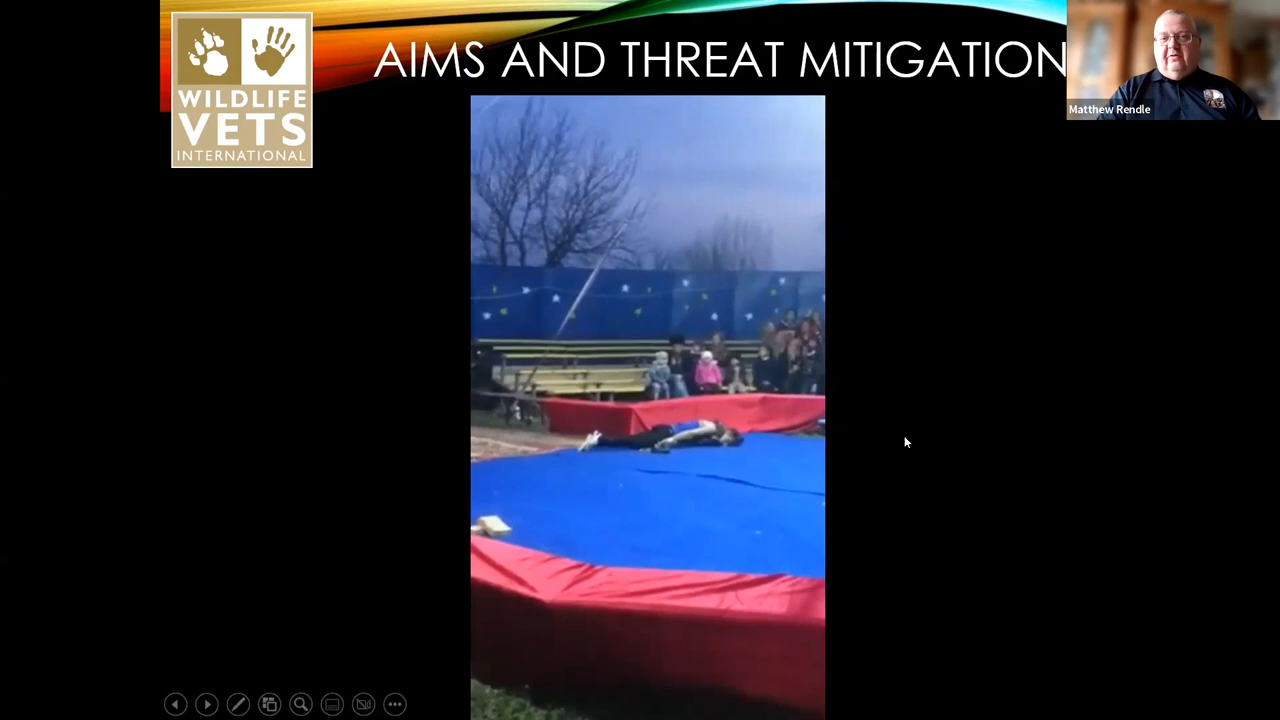 WILDLIFE
VETS
INTERNATIONAL
AIMS AND THREAT MITIGATION
Matthew Rendle